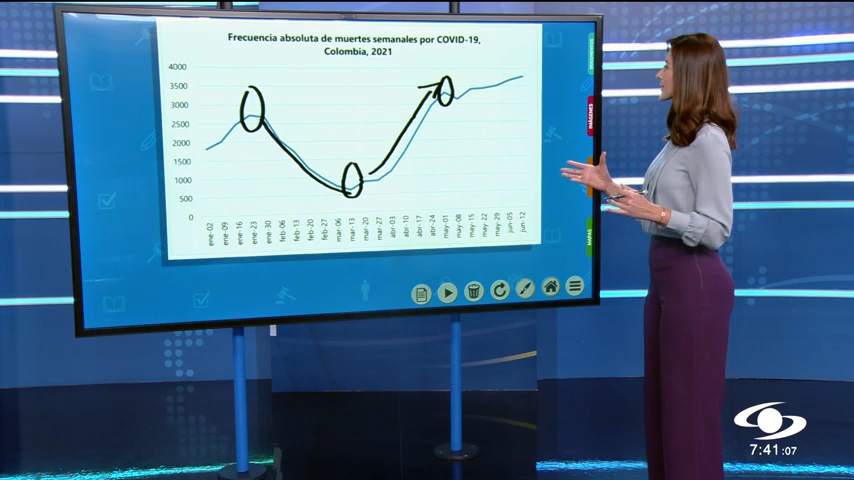 Frecuencia absoluta de muertes semanales por COVID-19,
Colombia, 2021
4000
3500
3000
2500
2000
1500
1000
500
0
ene-02 ene-09 ene-16 ene-23 ene-30 feb-06 feb-13 feb-20 feb-27 mar-06 mar-13 mar-20 mar-27 abr-03 abr-10 abr-17 abr-24 may-01 may-08 may-15 may-22 may-29 jun-05 jun-12
DOCUMENTOS
IMÁGENES
MAPAS
7:41:07